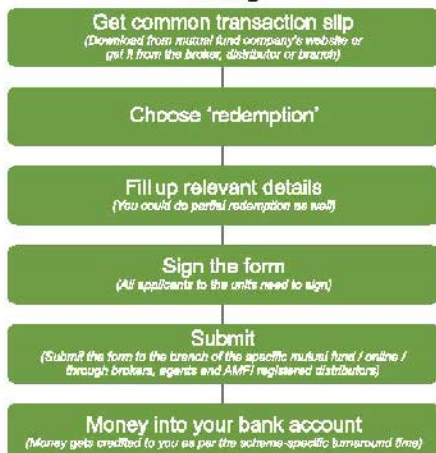 Get common transaction slip
(Download from mutual fund company's website or
get it from the broker, distributor or branch)
Choose 'redemption'
Fill up relevant details
(You could do partial redemption as well)
Sign the form
(All applicants to the units need to sign)
Submit
(Submit the form to the branch of the specific mutual fund / online /
through brokers, agents and AMFI registered distributors)
Money into your bank account
(Money gets credited to you as per the scheme-specific turnaround time)